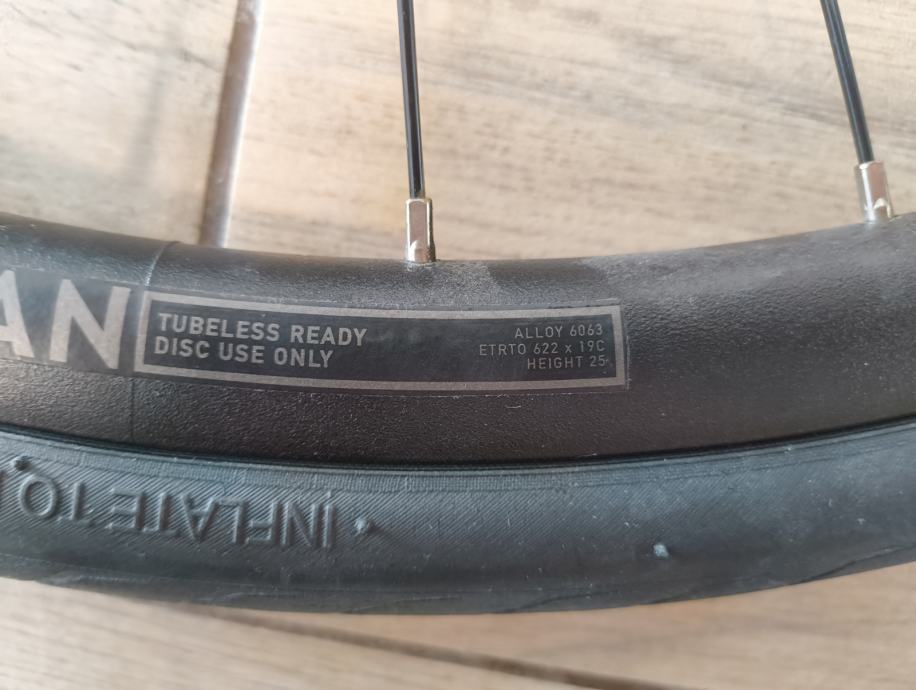 AN
TUBELESS READY
DISC USE ONLY
ALLOY 6063
ETRTO 622 x 19C
HEIGHT 25
INFLATE TO